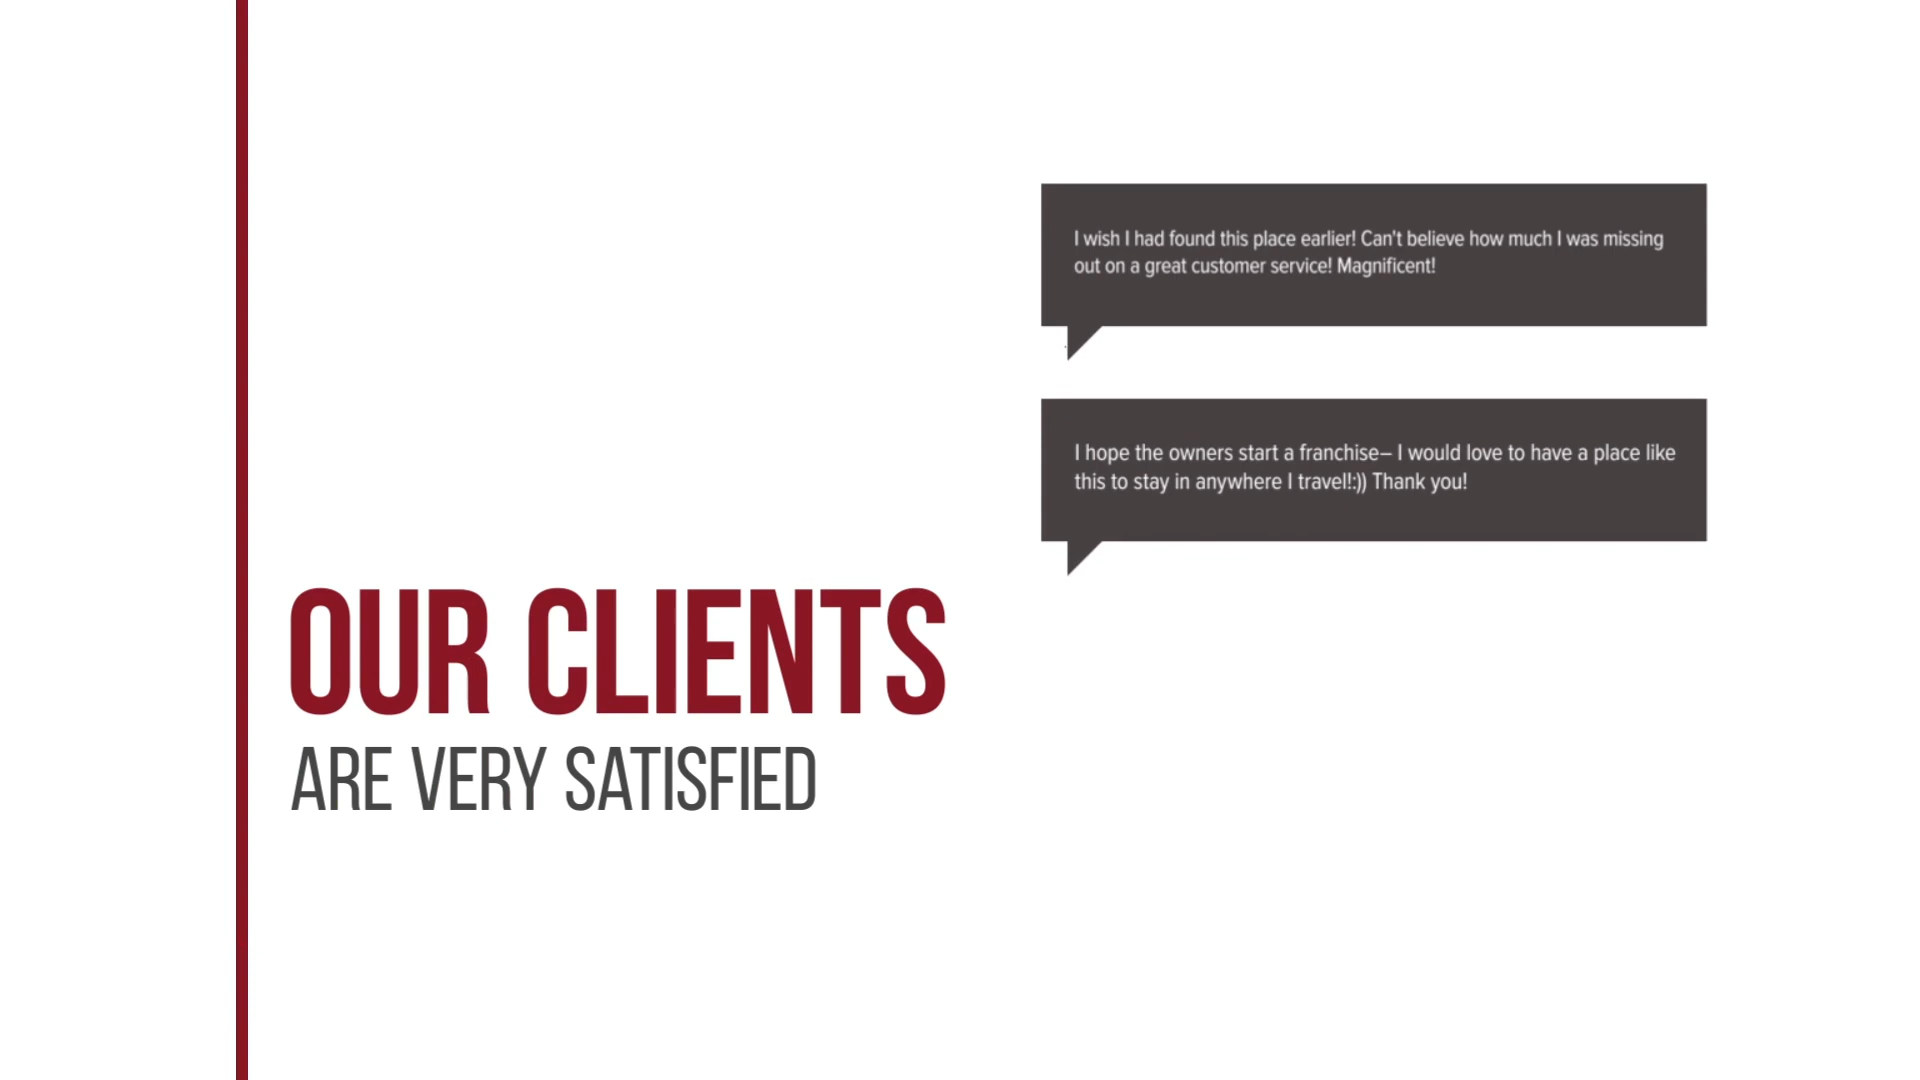 I wish I had found this place earlier! Can't believe how much I was missing
out on a great customer service! Magnificent!
I hope the owners start a franchise– I would love to have a place like
this to stay in anywhere I travel!:)) Thank you!
OUR CLIENTS
ARE VERY SATISFIED